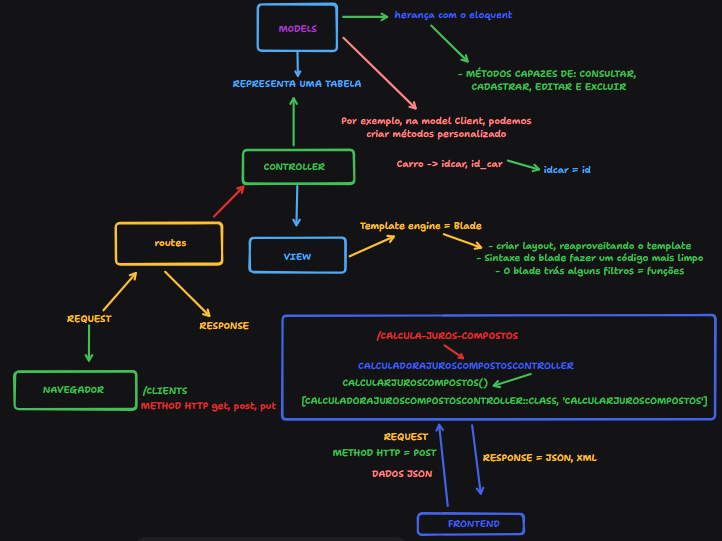 MODELS
herança com o eloquent
- MÉTODOS CAPAZES DE: CONSULTAR,
CADASTRAR, EDITAR E EXCLUIR
REPRESENTA UMA TABELA
Por exemplo, na model Client, podemos
criar métodos personalizado
CONTROLLER
Carro -> idcar, id_car
idcar = id
routes
VIEW
Template engine = Blade
- criar layout, reaproveitando o template
- Sintaxe do blade fazer um código mais limpo
- O blade trás alguns filtros = funções
REQUEST
RESPONSE
NAVEGADOR
/CLIENTS
METHOD HTTP get, post, put
/CALCULA-JUROS-COMPOSTOS
CALCULADORAJUROSCOMPOSTOSCONTROLLER
CALCULARJUROSCOMPOSTOS()
[CALCULADORAJUROSCOMPOSTOSCONTROLLER::CLASS, 'CALCULARJUROSCOMPOSTOS']
REQUEST
METHOD HTTP = POST
DADOS JSON
RESPONSE = JSON, XML
FRONTEND